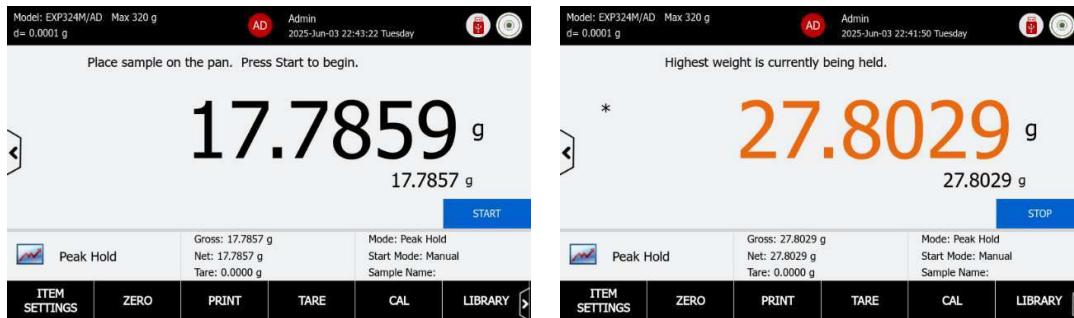 Model: EXP324M/AD Max 320 g
d= 0.0001 g
AD
Admin
2025-Jun-03 22:43:22 Tuesday
Place sample on the pan. Press Start to begin.
17.7859 g
17.7857 g
START
Peak Hold
Gross: 17.7857 g
Net: 17.7857 g
Tare: 0.0000 g
Mode: Peak Hold
Start Mode: Manual
Sample Name:
ITEM
SETTINGS
ZERO
PRINT
TARE
CAL
LIBRARY
Model: EXP324M/AD Max 320 g
d= 0.0001 g
AD
Admin
2025-Jun-03 22:41:50 Tuesday
Highest weight is currently being held.
*
27.8029 g
27.8029 g
STOP
Peak Hold
Gross: 27.8029 g
Net: 27.8029 g
Tare: 0.0000 g
Mode: Peak Hold
Start Mode: Manual
Sample Name:
ITEM
SETTINGS
ZERO
PRINT
TARE
CAL
LIBRARY